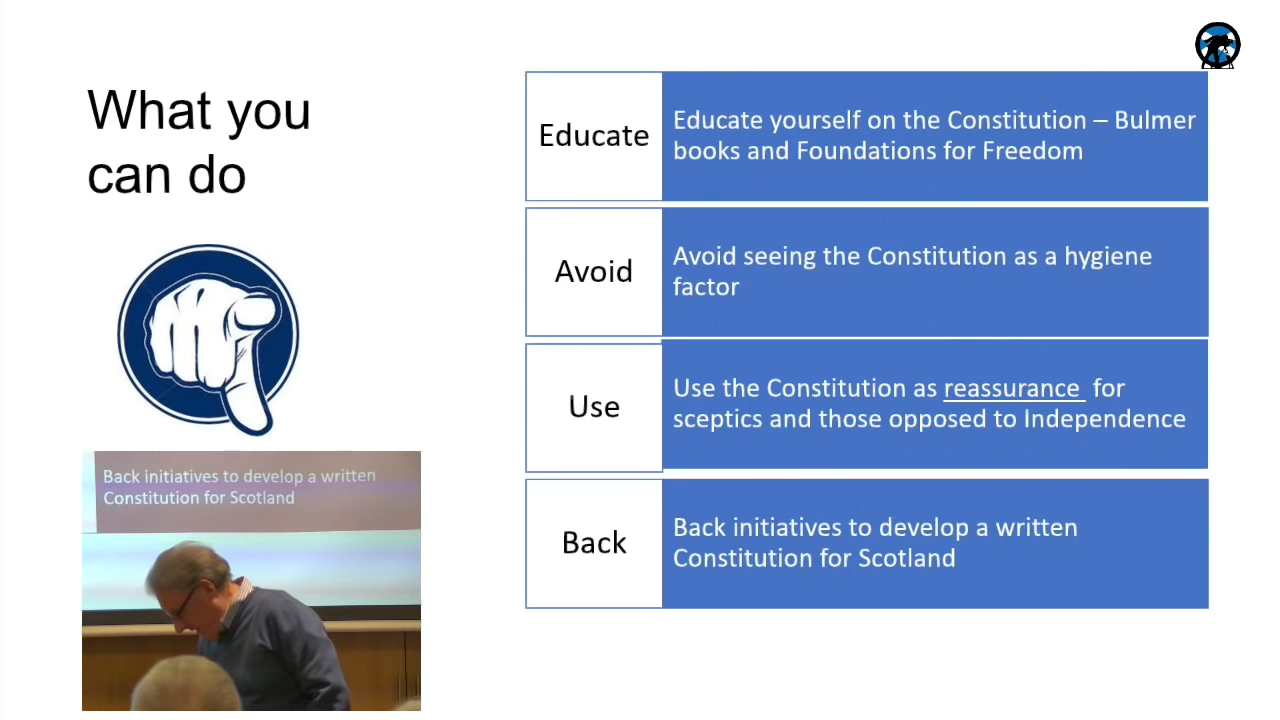 What you
can do
Educate
Educate yourself on the Constitution – Bulmer
books and Foundations for Freedom
Avoid
Avoid seeing the Constitution as a hygiene
factor
Use
Use the Constitution as reassurance for
sceptics and those opposed to Independence
Back
Back initiatives to develop a written
Constitution for Scotland
Back initiatives to develop a written
Constitution for Scotland